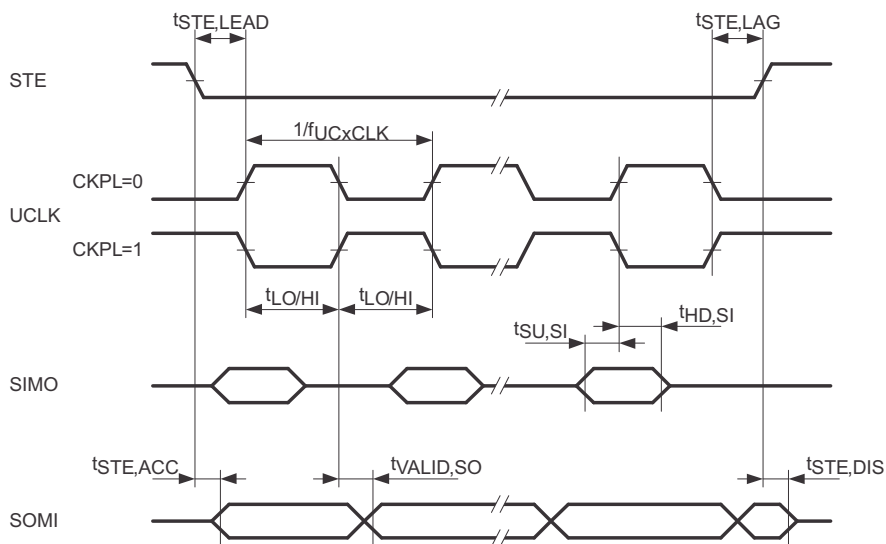 tSTE,LEAD
tSTE,LAG
STE
1/fUCxCLK
CKPL=0
UCLK
CKPL=1
tLO/HI tLO/HI
tSU,SI
tHD,SI
SIMO
tSTE,ACC
tVALID,SO
tSTE,DIS
SOMI